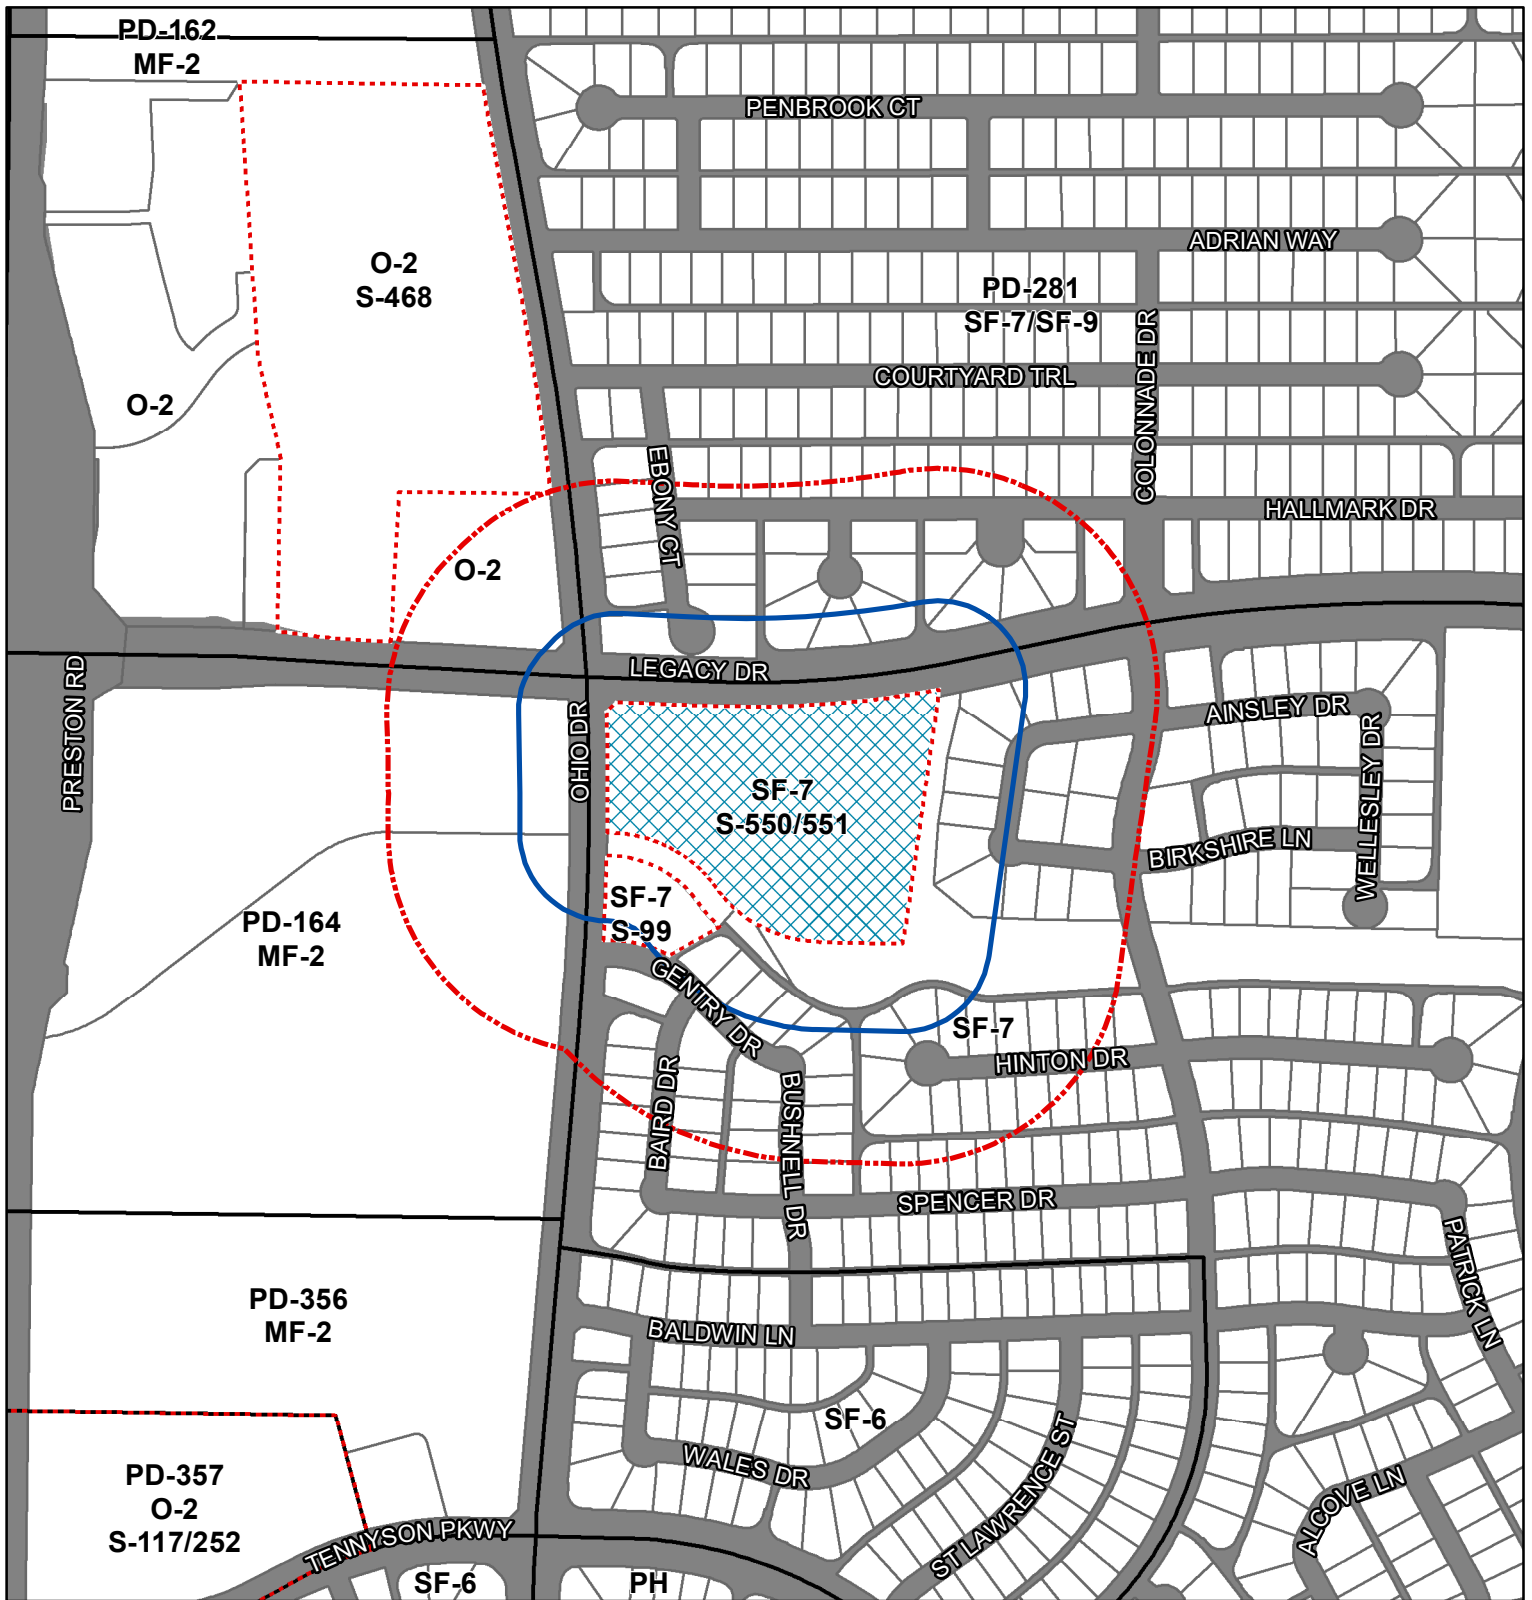 PD-162
MF-2
PENBROOK CT
ADRIAN WAY
O-2
S-468
PD-281
SF-7/SF-9
COLONNADE DR
COURTYARD TRL
O-2
EBONY CT
HALLMARK DR
O-2
LEGACY DR
PRESTON RD
OHIO DR
AINSLEY DR
WELLESLEY DR
SF-7
S-550/551
BIRKSHIRE LN
SF-7
S-99
PD-164
MF-2
GENTRY DR
SF-7
HINTON DR
BAIRD DR
BUSHNELL DR
SPENCER DR
PATRICK LN
PD-356
MF-2
BALDWIN LN
SF-6
WALES DR
ST LAWRENCE ST
ALCOVE LN
PD-357
O-2
S-117/252
TENNYSON PKWY
SF-6
PH